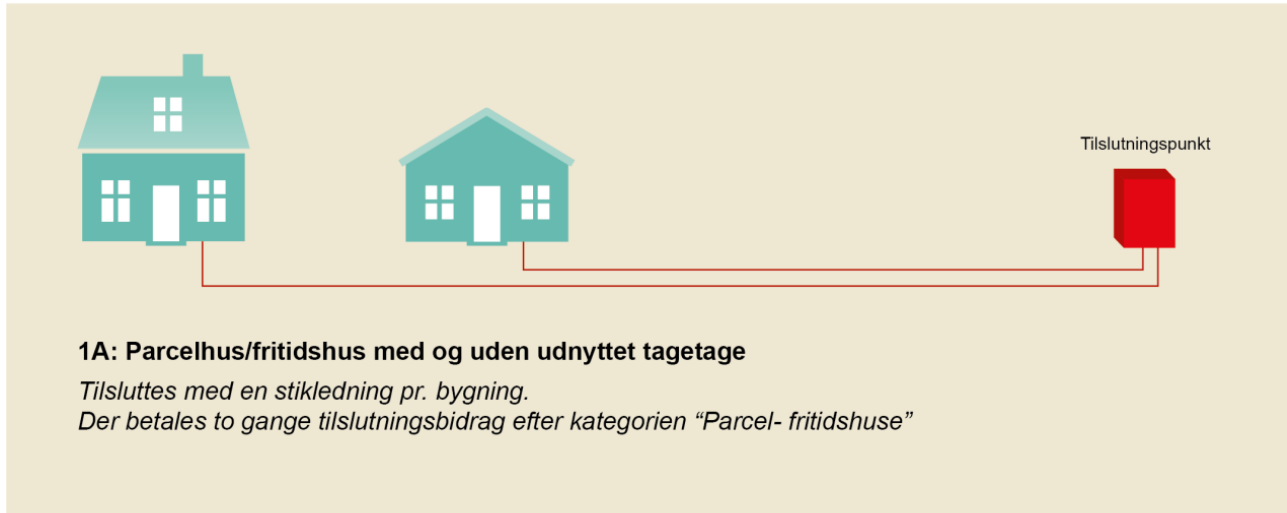 Tilslutningspunkt
1A: Parcelhus/fritidshus med og uden udnyttet tagetage
Tilsluttes med en stikledning pr. bygning.
Der betales to gange tilslutningsbidrag efter kategorien “Parcel- fritidshuse”